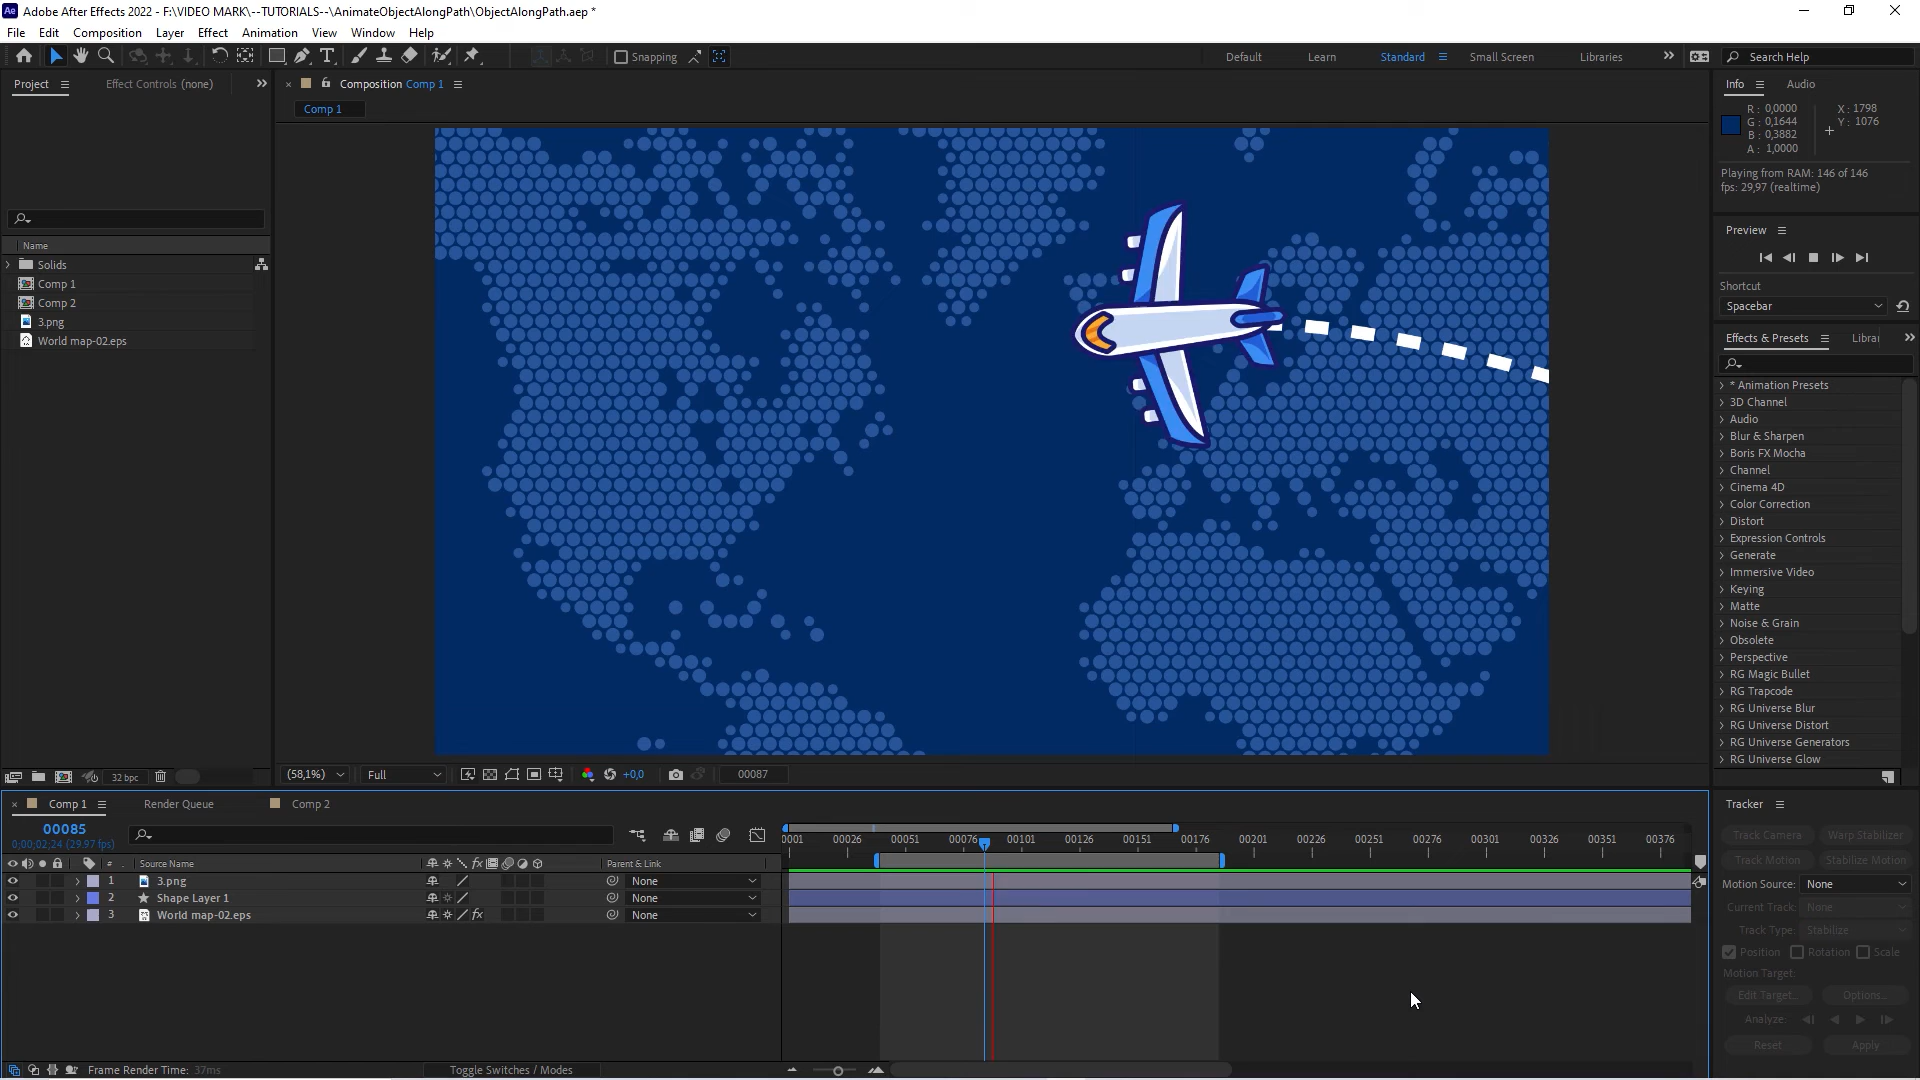 Ae Adobe After Effects 2022 - F:\VIDEO MARK\--TUTORIALS--\AnimateObjectAlongPath\ObjectAlongPath.aep *
File Edit Composition Layer Effect Animation View Window Help
Snapping
Default Learn Standard Small Screen Libraries Search Help
Project Effect Controls (none)
Composition Comp 1
Comp 1
Info Audio
R : 0,0000 X : 1798
G : 0,1644 Y : 1076
B : 0,3882
A : 1,0000
Playing from RAM: 146 of 146
fps: 29,97 (realtime)
Preview
Shortcut
Spacebar
Name
Solids
Comp 1
Comp 2
3.png
World map-02.eps
Effects & Presets Librar
* Animation Presets
3D Channel
Audio
Blur & Sharpen
Boris FX Mocha
Channel
Cinema 4D
Color Correction
Distort
Expression Controls
Generate
Immersive Video
Keying
Matte
Noise & Grain
Obsolete
Perspective
RG Magic Bullet
RG Trapcode
RG Universe Blur
RG Universe Distort
RG Universe Generators
RG Universe Glow
32 bpc
(58,1%) Full +0,0 00087
Comp 1 Render Queue Comp 2
00085
0;00;02;24 (29.97 fps)
0001 00026 00051 00076 00101 00126 00151 00176 00201 00226 00251 00276 00301 00326 00351 00376
# Source Name fx Parent & Link
1 3.png None
2 Shape Layer 1 None
3 World map-02.eps fx None
Frame Render Time: 37ms
Toggle Switches / Modes
Tracker
Track Camera Warp Stabilizer
Track Motion Stabilize Motion
Motion Source: None
Current Track: None
Track Type: Stabilize
Position Rotation Scale
Motion Target:
Edit Target... Options...
Analyze:
Reset Apply